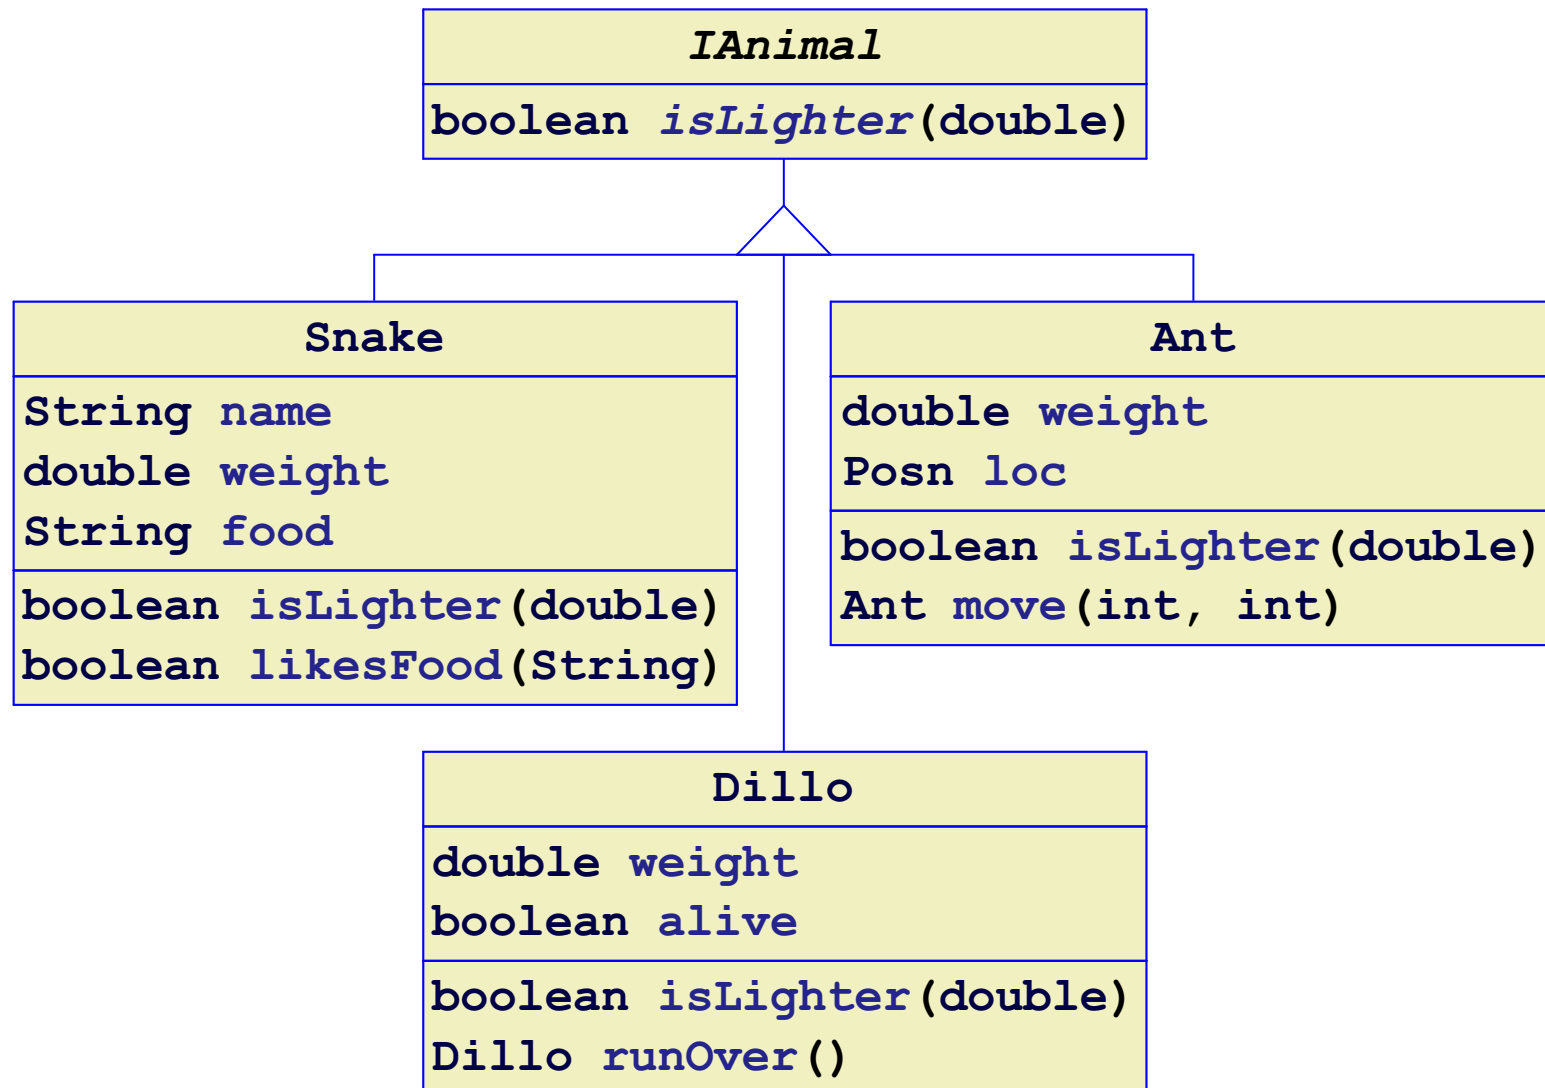 IAnimal
boolean isLighter(double)
Snake
String name
double weight
String food
boolean isLighter(double)
boolean likesFood(String)
Ant
double weight
Posn loc
boolean isLighter(double)
Ant move(int, int)
Dillo
double weight
boolean alive
boolean isLighter(double)
Dillo runOver()